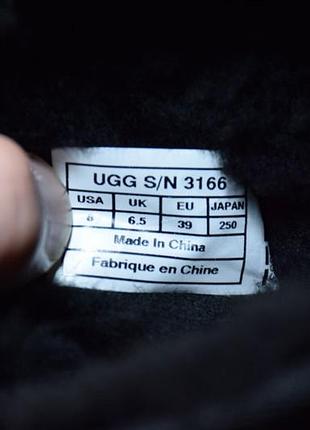 UGG S/N 3166
USA UK EU JAPAN
8 6.5 39 250
Made In China
Fabrique en Chine